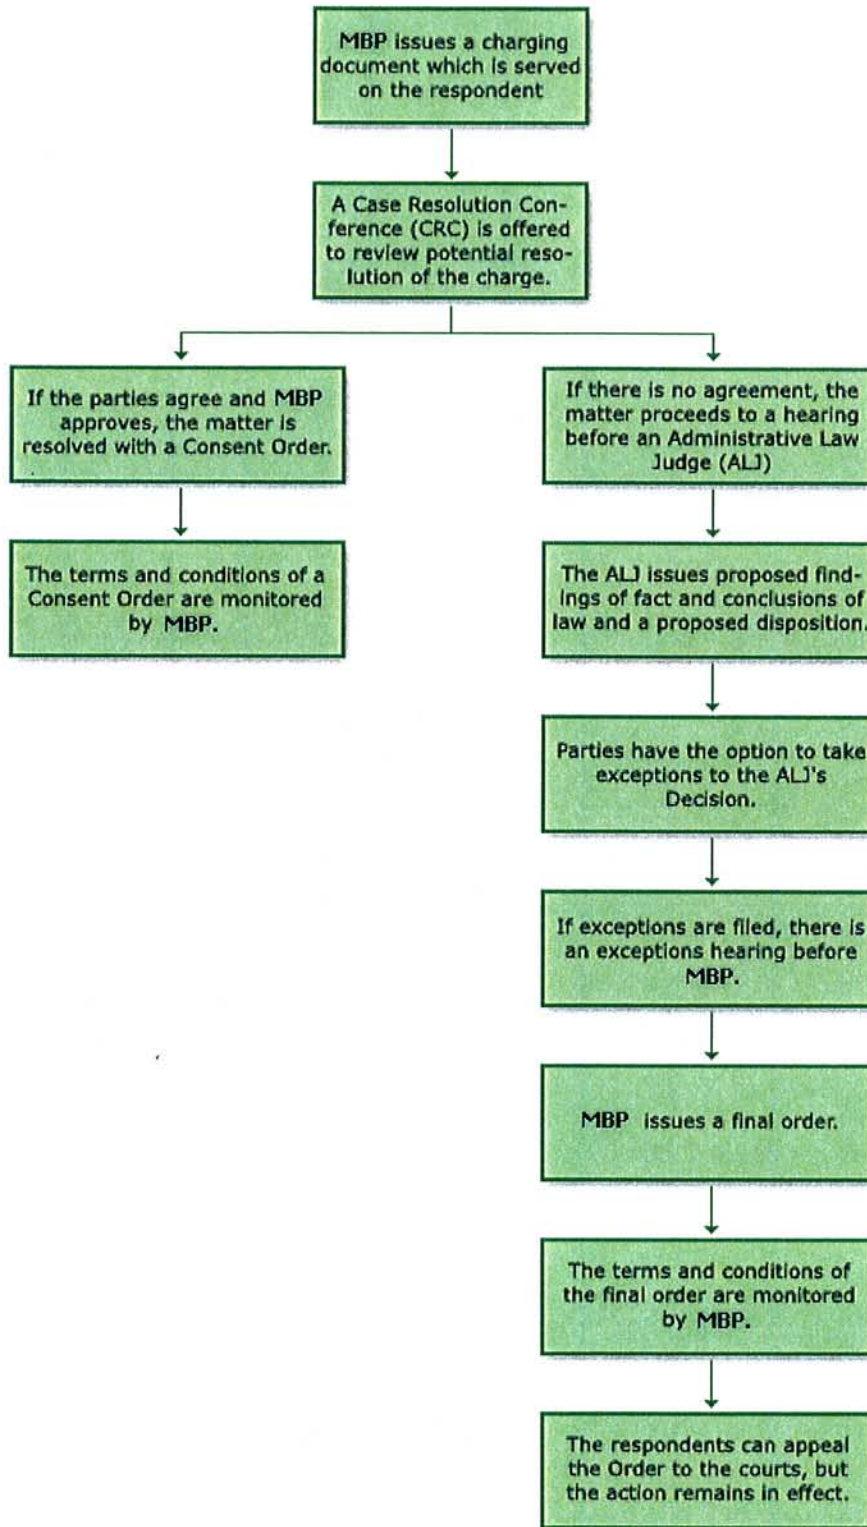 MBP issues a charging
document which is served
on the respondent
A Case Resolution Con-
ference (CRC) is offered
to review potential reso-
lution of the charge.
If the parties agree and MBP
approves, the matter is
resolved with a Consent Order.
The terms and conditions of a
Consent Order are monitored
by MBP.
If there is no agreement, the
matter proceeds to a hearing
before an Administrative Law
Judge (ALJ)
The ALJ issues proposed find-
ings of fact and conclusions of
law and a proposed disposition.
Parties have the option to take
exceptions to the ALJ's
Decision.
If exceptions are filed, there is
an exceptions hearing before
MBP.
MBP issues a final order.
The terms and conditions of
the final order are monitored
by MBP.
The respondents can appeal
the Order to the courts, but
the action remains in effect.